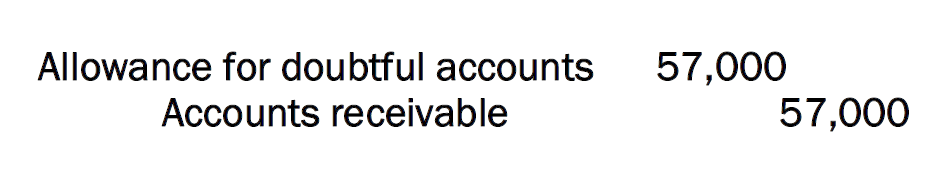 Allowance for doubtful accounts 57,000
Accounts receivable 57,000